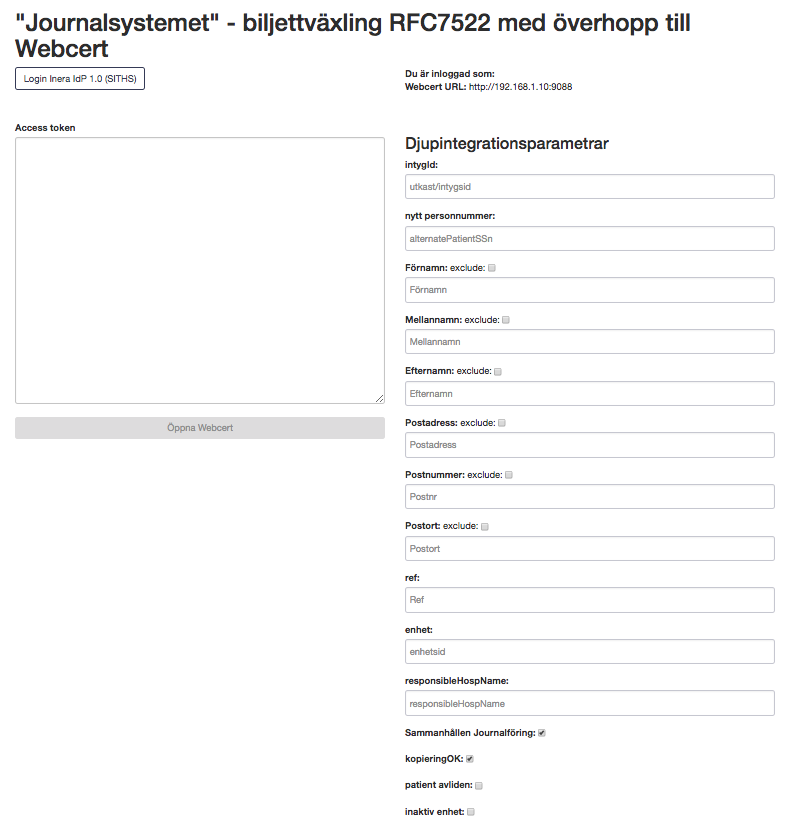 "Journalsystemet" - biljettväxling RFC7522 med överhopp till
Webcert
Login Inera IdP 1.0 (SITHS)
Du är inloggad som:
Webcert URL: http://192.168.1.10:9088
Access token
Öppna Webcert
Djupintegrationsparametrar
intygId:
utkast/intygsid
nytt personnummer:
alternatePatientSSn
Förnamn: exclude:
Förnamn
Mellannamn: exclude:
Mellannamn
Efternamn: exclude:
Efternamn
Postadress: exclude:
Postadress
Postnummer: exclude:
Postnr
Postort: exclude:
Postort
ref:
Ref
enhet:
enhetsid
responsibleHospName:
responsibleHospName
Sammanhållen Journalföring:
kopieringOK:
patient avliden:
inaktiv enhet: